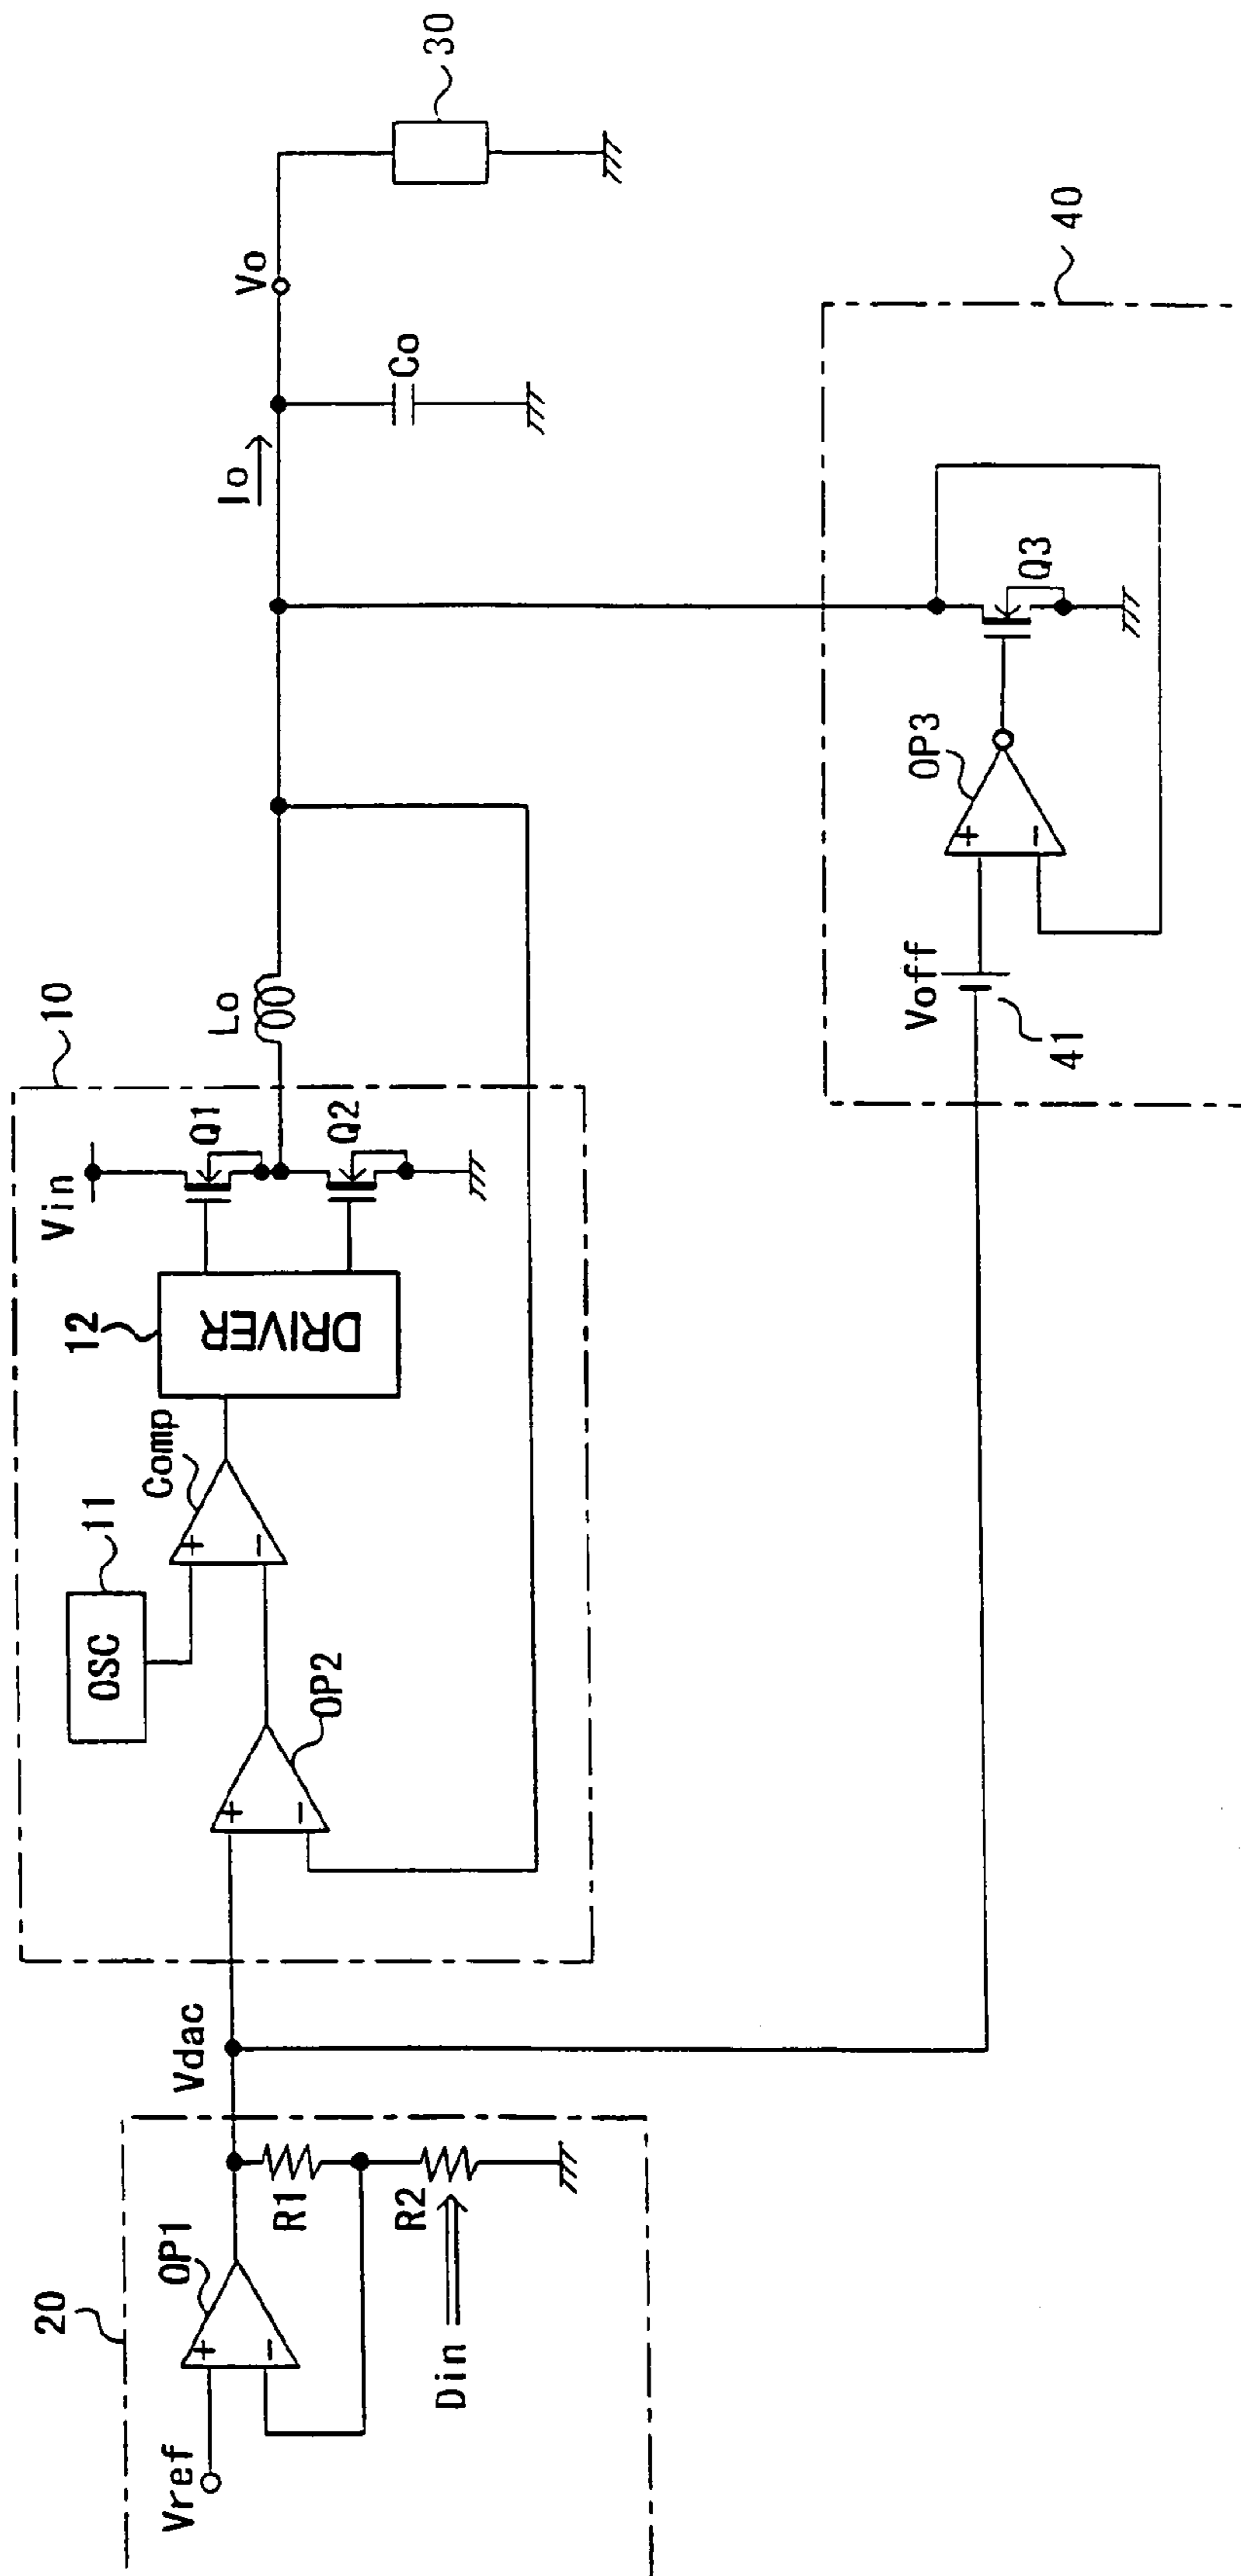 20
Vref
+
−
OP1
R1
R2
Din
Vdac
10
OSC
11
+
−
OP2
+
−
Comp
12
DRIVER
Vin
Q1
Q2
Lo
Io
Co
Vo
30
40
Voff
41
+
−
OP3
Q3